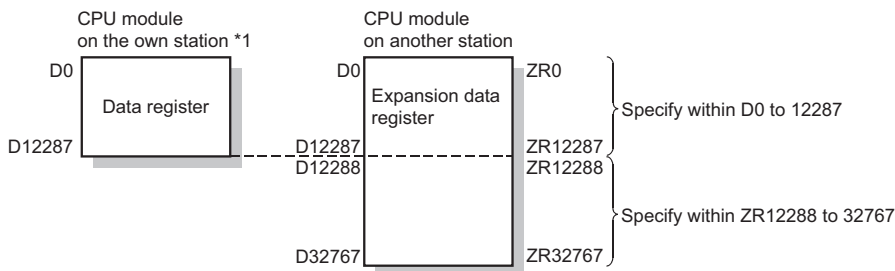 CPU module
on the own station *1
CPU module
on another station
D0
D0
ZR0
Data register
Expansion data
register
Specify within D0 to 12287
D12287
D12287
ZR12287
D12288
ZR12288
Specify within ZR12288 to 32767
D32767
ZR32767